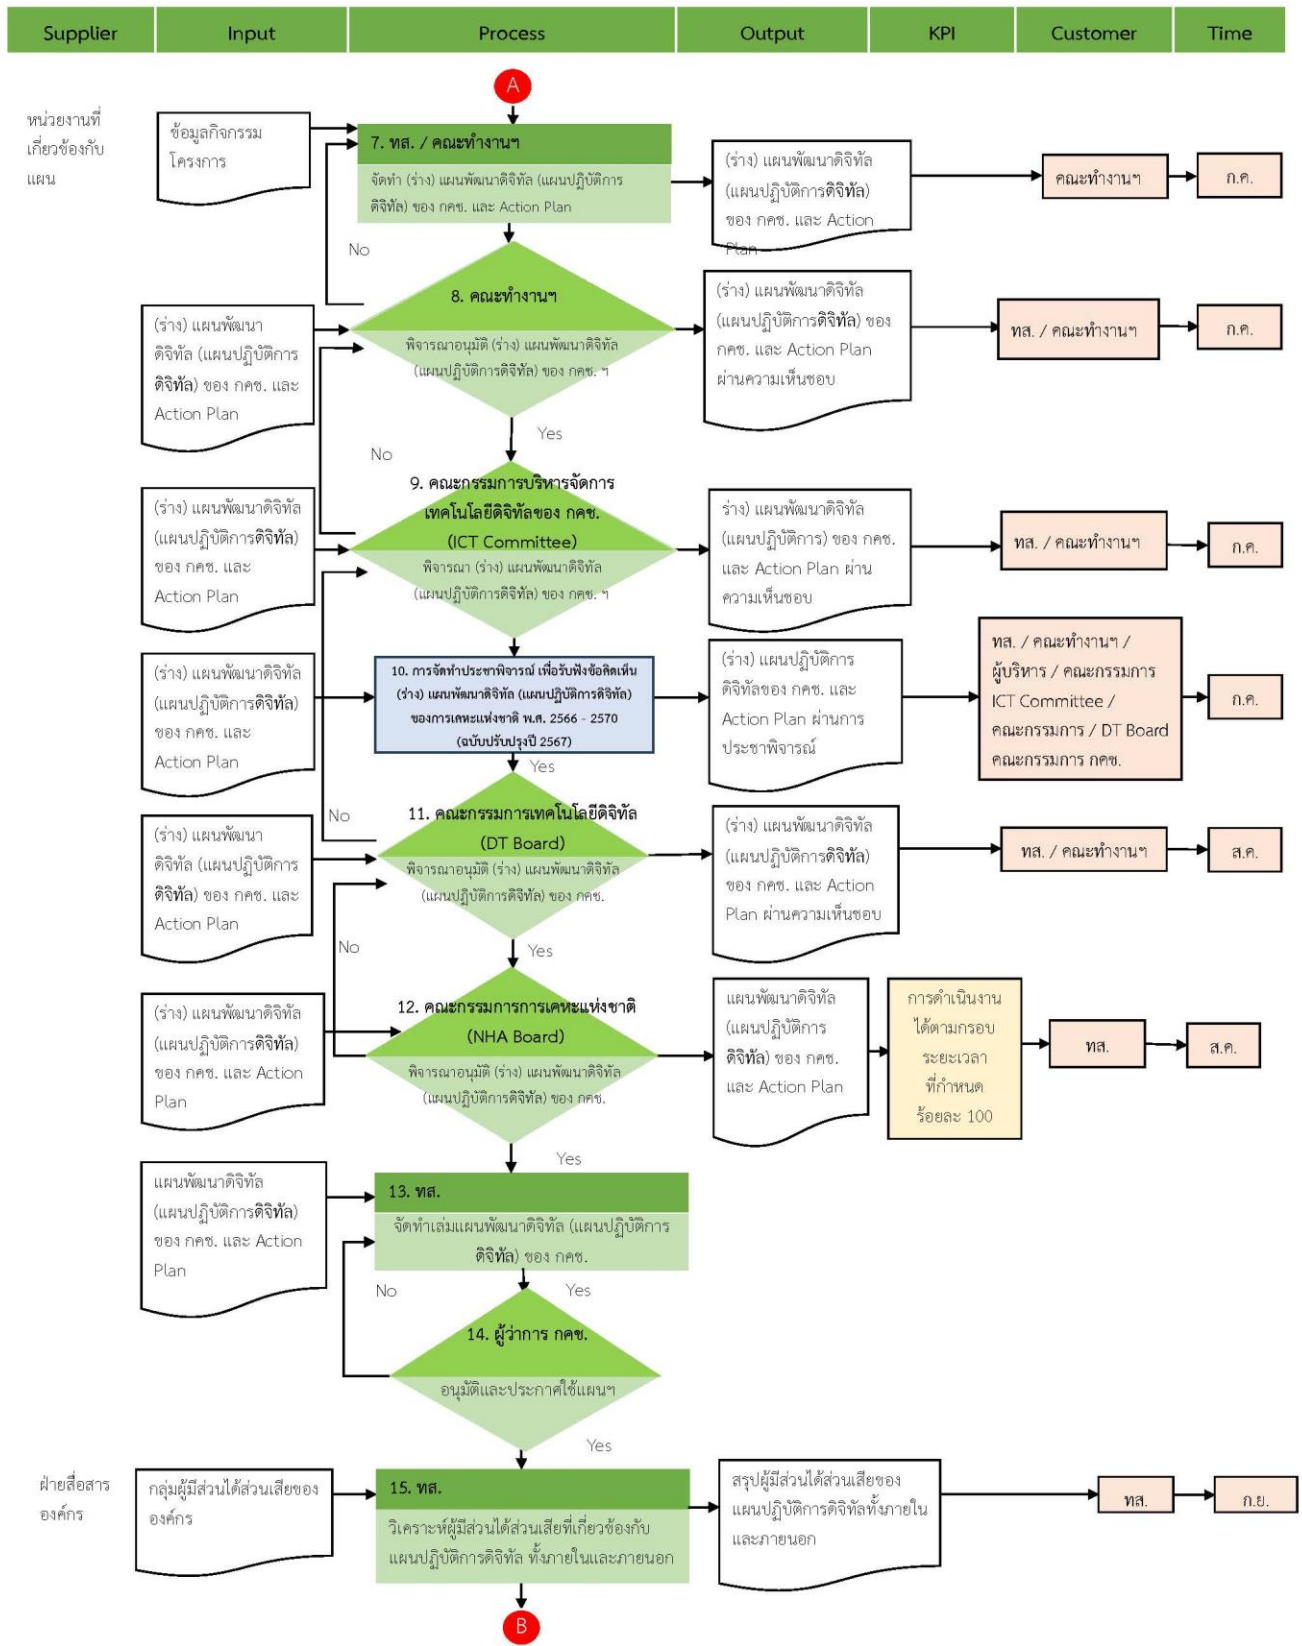 Supplier
Input
Process
Output
KPI
Customer
Time
A
หน่วยงานที่
เกี่ยวข้องกับ
แผน
ข้อมูลกิจกรรม
โครงการ
7. ทส. / คณะทำงานฯ
จัดทำ (ร่าง) แผนพัฒนาดิจิทัล (แผนปฏิบัติการ
ดิจิทัล) ของ กคช. และ Action Plan
(ร่าง) แผนพัฒนาดิจิทัล
(แผนปฏิบัติการดิจิทัล)
ของ กคช. และ Action
Plan
คณะทำงานฯ
ก.ค.
No
(ร่าง) แผนพัฒนา
ดิจิทัล (แผนปฏิบัติการ
ดิจิทัล) ของ กคช. และ
Action Plan
8. คณะทำงานฯ
พิจารณาอนุมัติ (ร่าง) แผนพัฒนาดิจิทัล
(แผนปฏิบัติการดิจิทัล) ของ กคช. ฯ
(ร่าง) แผนพัฒนาดิจิทัล
(แผนปฏิบัติการดิจิทัล) ของ
กคช. และ Action Plan
ผ่านความเห็นชอบ
ทส. / คณะทำงานฯ
ก.ค.
Yes
No
(ร่าง) แผนพัฒนาดิจิทัล
(แผนปฏิบัติการดิจิทัล)
ของ กคช. และ
Action Plan
9. คณะกรรมการบริหารจัดการ
เทคโนโลยีดิจิทัลของ กคช.
(ICT Committee)
พิจารณา (ร่าง) แผนพัฒนาดิจิทัล
(แผนปฏิบัติการดิจิทัล) ของ กคช. ฯ
ร่าง) แผนพัฒนาดิจิทัล
(แผนปฏิบัติการ) ของ กคช.
และ Action Plan ผ่าน
ความเห็นชอบ
ทส. / คณะทำงานฯ
ก.ค.
(ร่าง) แผนพัฒนาดิจิทัล
(แผนปฏิบัติการดิจิทัล)
ของ กคช. และ
Action Plan
10. การจัดทำประชาพิจารณ์ เพื่อรับฟังข้อคิดเห็น
(ร่าง) แผนพัฒนาดิจิทัล (แผนปฏิบัติการดิจิทัล)
ของการเคหะแห่งชาติ พ.ศ. 2566 - 2570
(ฉบับปรับปรุงปี 2567)
(ร่าง) แผนปฏิบัติการ
ดิจิทัลของ กคช. และ
Action Plan ผ่านการ
ประชาพิจารณ์
ทส. / คณะทำงานฯ /
ผู้บริหาร / คณะกรรมการ
ICT Committee /
คณะกรรมการ / DT Board
คณะกรรมการ กคช.
ก.ค.
Yes
No
(ร่าง) แผนพัฒนา
ดิจิทัล (แผนปฏิบัติการ
ดิจิทัล) ของ กคช. และ
Action Plan
11. คณะกรรมการเทคโนโลยีดิจิทัล
(DT Board)
พิจารณาอนุมัติ (ร่าง) แผนพัฒนาดิจิทัล
(แผนปฏิบัติการดิจิทัล) ของ กคช.
(ร่าง) แผนพัฒนาดิจิทัล
(แผนปฏิบัติการดิจิทัล)
ของ กคช. และ Action
Plan ผ่านความเห็นชอบ
ทส. / คณะทำงานฯ
ส.ค.
No
Yes
(ร่าง) แผนพัฒนาดิจิทัล
(แผนปฏิบัติการดิจิทัล)
ของ กคช. และ Action
Plan
12. คณะกรรมการการเคหะแห่งชาติ
(NHA Board)
พิจารณาอนุมัติ (ร่าง) แผนพัฒนาดิจิทัล
(แผนปฏิบัติการดิจิทัล) ของ กคช.
แผนพัฒนาดิจิทัล
(แผนปฏิบัติการ
ดิจิทัล) ของ กคช.
และ Action Plan
การดำเนินงาน
ได้ตามกรอบ
ระยะเวลา
ที่กำหนด
ร้อยละ 100
ทส.
ส.ค.
Yes
แผนพัฒนาดิจิทัล
(แผนปฏิบัติการดิจิทัล)
ของ กคช. และ Action
Plan
13. ทส.
จัดทำเล่มแผนพัฒนาดิจิทัล (แผนปฏิบัติการ
ดิจิทัล) ของ กคช.
No
Yes
14. ผู้ว่าการ กคช.
อนุมัติและประกาศใช้แผนฯ
Yes
ฝ่ายสื่อสาร
องค์กร
กลุ่มผู้มีส่วนได้ส่วนเสียของ
องค์กร
15. ทส.
วิเคราะห์ผู้มีส่วนได้ส่วนเสียที่เกี่ยวข้องกับ
แผนปฏิบัติการดิจิทัล ทั้งภายในและภายนอก
สรุปผู้มีส่วนได้ส่วนเสียของ
แผนปฏิบัติการดิจิทัลทั้งภายใน
และภายนอก
ทส.
ก.ย.
B